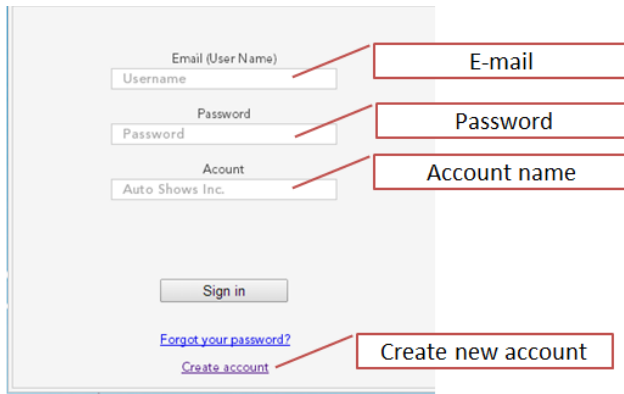 Email (User Name)
Username
E-mail
Password
Password
Password
Acount
Auto Shows Inc.
Account name
Sign in
Forgot your password?
Create account
Create new account